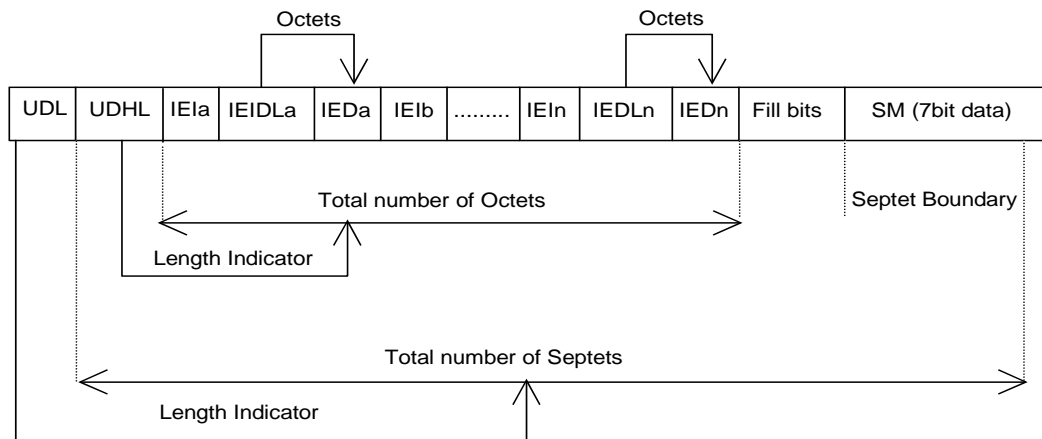 Octets Octets
UDL UDHL IEIa IEIDLa IEDa IEIb ......... IEIn IEDLn IEDn Fill bits SM (7bit data)
Total number of Octets
Septet Boundary
Length Indicator
Total number of Septets
Length Indicator